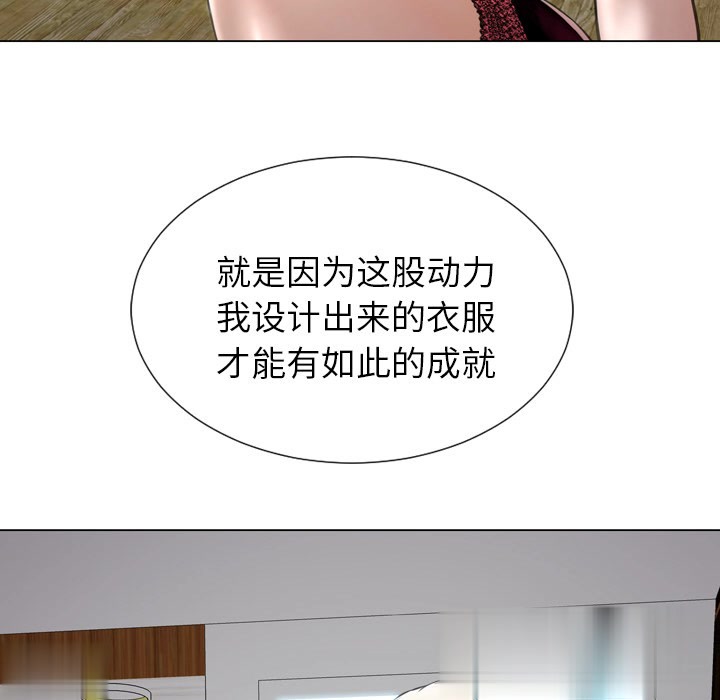 就是因为这股动力
我设计出来的衣服
才能有如此的成就